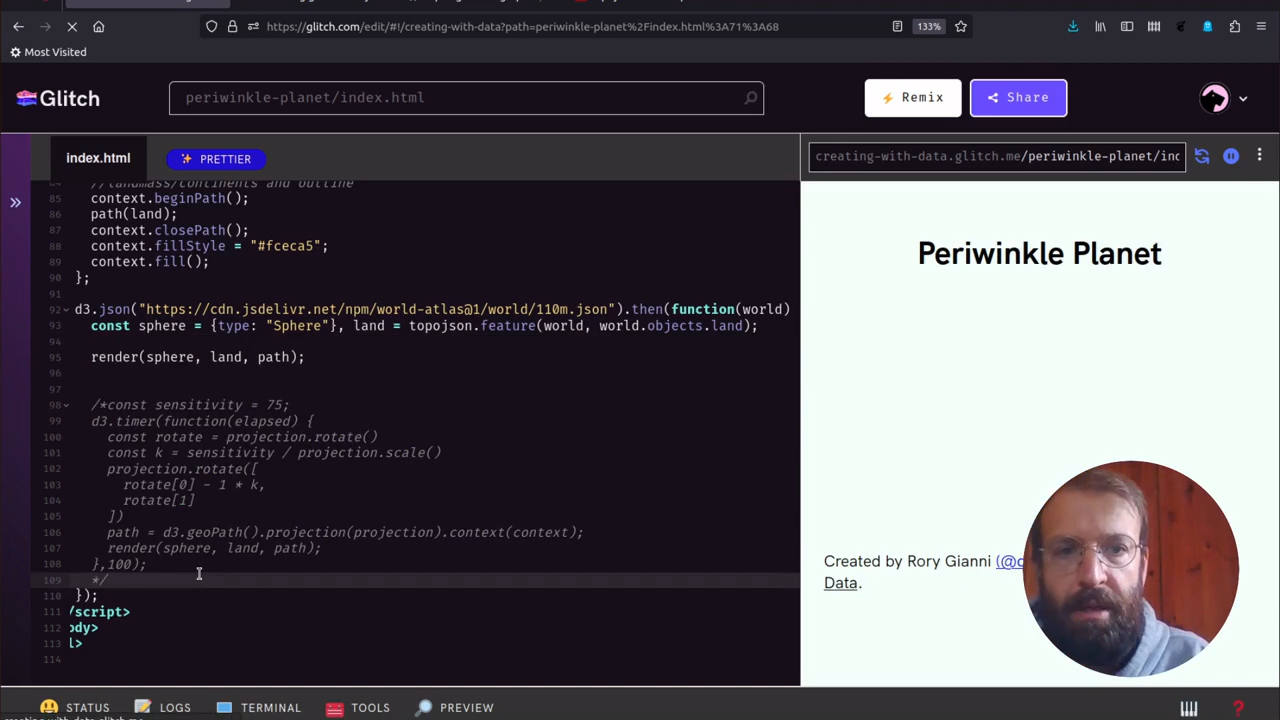 https://glitch.com/edit/#!/creating-with-data?path=periwinkle-planet%2Findex.html%3A71%3A68
133%
Most Visited
Glitch
periwinkle-planet/index.html
Remix
Share
index.html
PRETTIER
creating-with-data.glitch.me/periwinkle-planet/inc
84 //landmass/continents and outline
85 context.beginPath();
86 path(land);
87 context.closePath();
88 context.fillStyle = "#fceca5";
89 context.fill();
90 };
91
92 d3.json("https://cdn.jsdelivr.net/npm/world-atlas@1/world/110m.json").then(function(world)
93 const sphere = {type: "Sphere"}, land = topojson.feature(world, world.objects.land);
94
95 render(sphere, land, path);
96
97
98 /*const sensitivity = 75;
99 d3.timer(function(elapsed) {
100 const rotate = projection.rotate()
101 const k = sensitivity / projection.scale()
102 projection.rotate([
103 rotate[0] - 1 * k,
104 rotate[1]
105 ])
106 path = d3.geoPath().projection(projection).context(context);
107 render(sphere, land, path);
108 },100);
109 */
110 });
111 /script>
112 ody>
113 l>
114
Periwinkle Planet
Created by Rory Gianni (@c
Data.
STATUS
LOGS
TERMINAL
TOOLS
PREVIEW
?